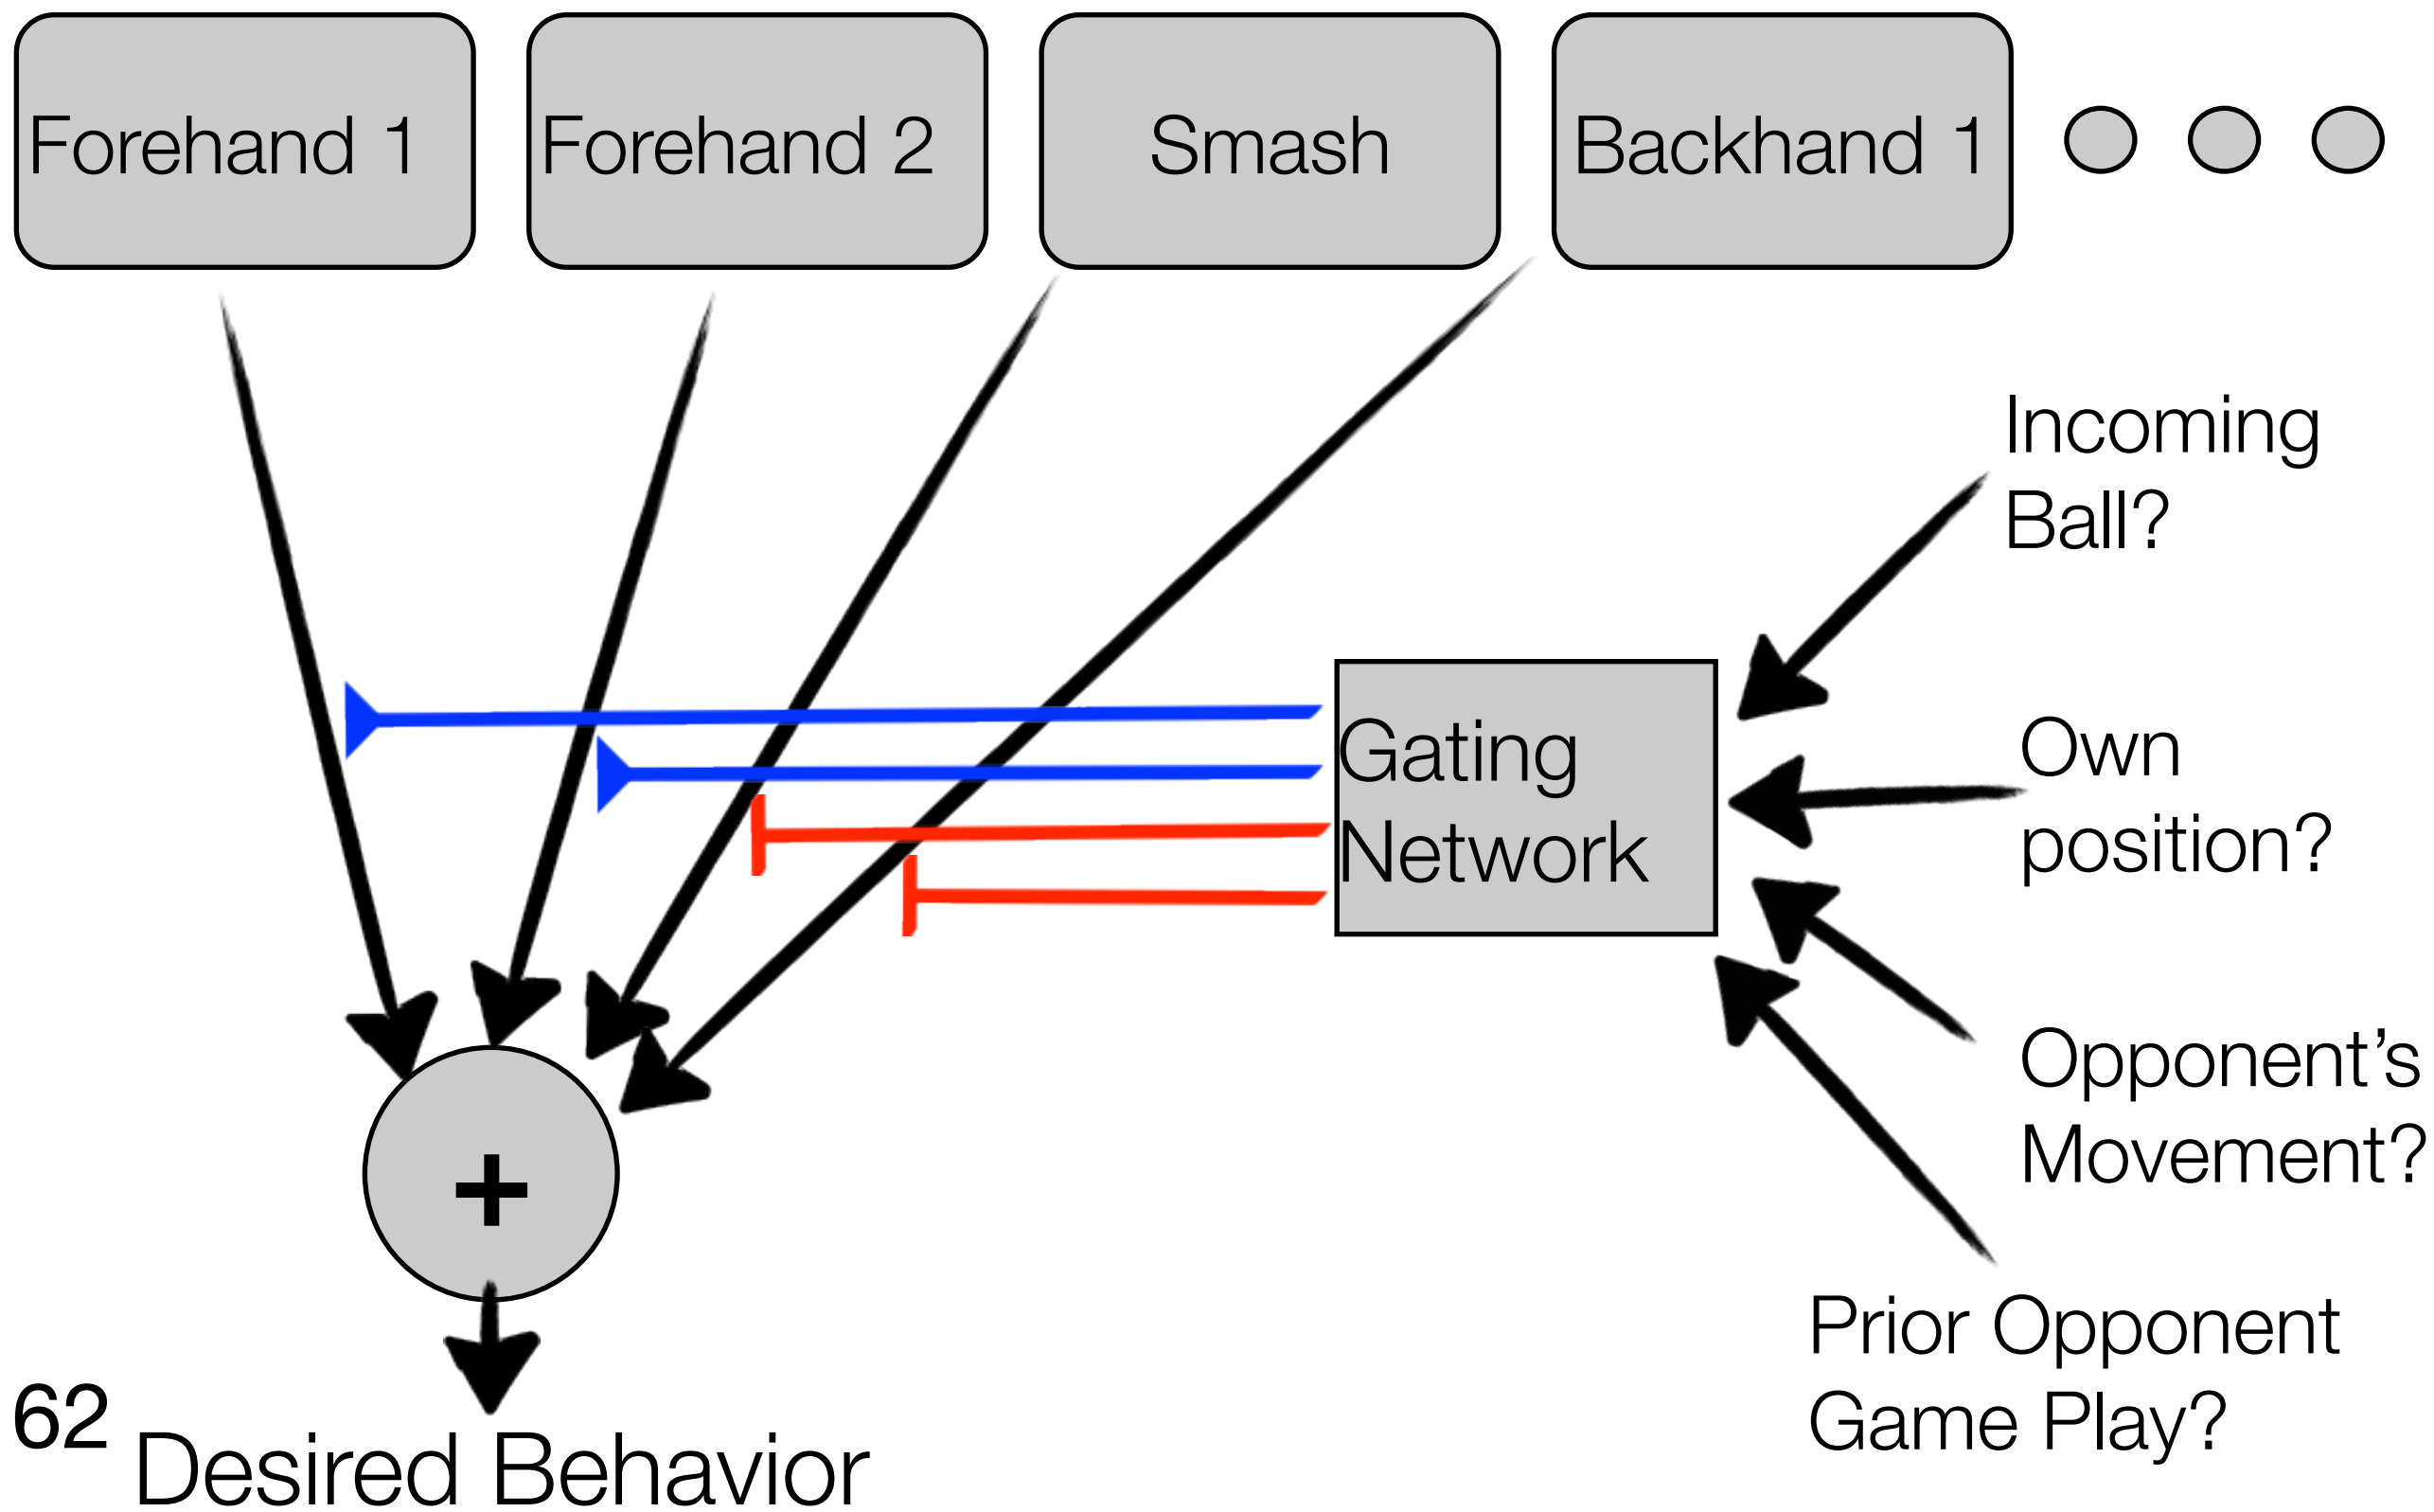 Forehand 1
Forehand 2
Smash
Backhand 1
Incoming
Ball?
Gating
Network
Own
position?
Opponent’s
Movement?
+
Prior Opponent
Game Play?
62
Desired Behavior